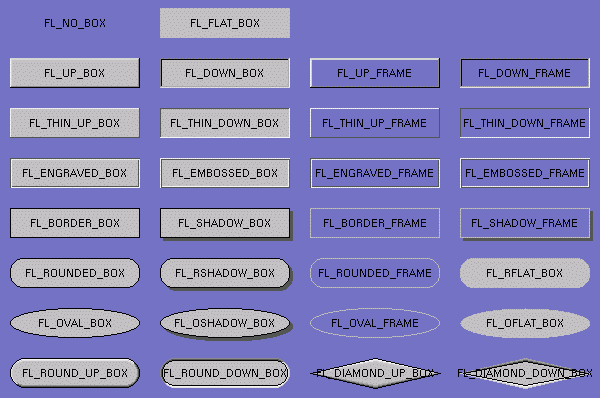 FL_NO_BOX FL_FLAT_BOX
FL_UP_BOX FL_DOWN_BOX FL_UP_FRAME FL_DOWN_FRAME
FL_THIN_UP_BOX FL_THIN_DOWN_BOX FL_THIN_UP_FRAME FL_THIN_DOWN_FRAME
FL_ENGRAVED_BOX FL_EMBOSSED_BOX FL_ENGRAVED_FRAME FL_EMBOSSED_FRAME
FL_BORDER_BOX FL_SHADOW_BOX FL_BORDER_FRAME FL_SHADOW_FRAME
FL_ROUNDED_BOX FL_RSHADOW_BOX FL_ROUNDED_FRAME FL_RFLAT_BOX
FL_OVAL_BOX FL_OSHADOW_BOX FL_OVAL_FRAME FL_OFLAT_BOX
FL_ROUND_UP_BOX FL_ROUND_DOWN_BOX FL_DIAMOND_UP_BOX FL_DIAMOND_DOWN_BOX